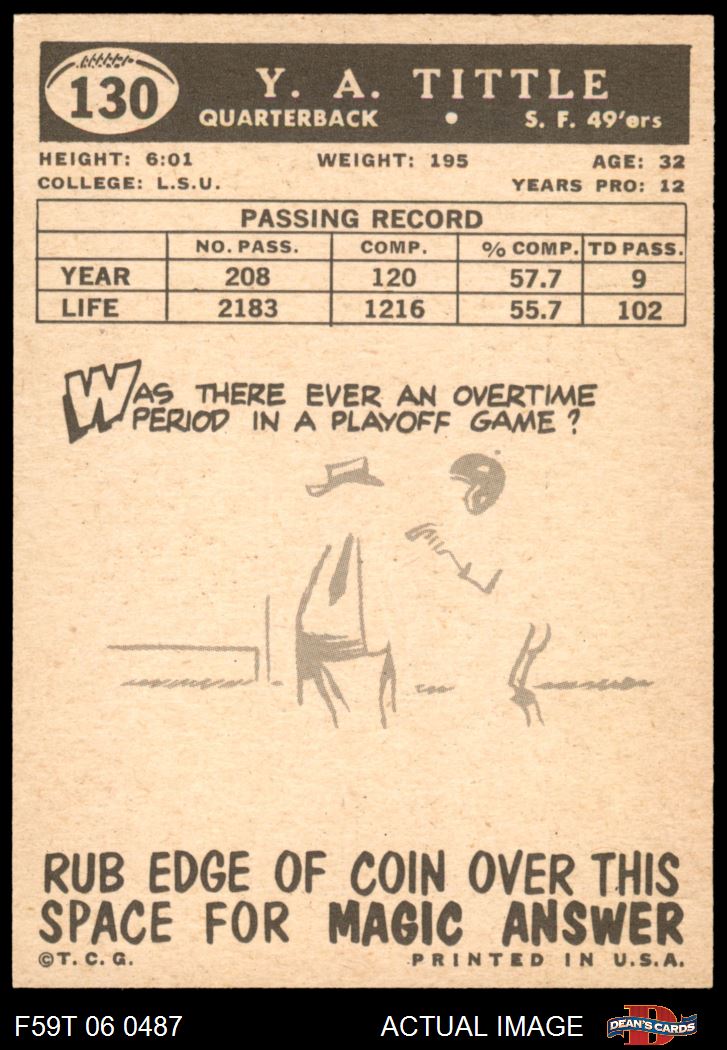 130
Y. A. TITTLE
QUARTERBACK • S. F. 49'ers
HEIGHT: 6:01 WEIGHT: 195 AGE: 32
COLLEGE: L.S.U. YEARS PRO: 12
PASSING RECORD
NO. PASS. COMP. % COMP. TD PASS.
YEAR 208 120 57.7 9
LIFE 2183 1216 55.7 102
WAS THERE EVER AN OVERTIME
PERIOD IN A PLAYOFF GAME?
RUB EDGE OF COIN OVER THIS
SPACE FOR MAGIC ANSWER
©T. C. G. PRINTED IN U.S.A.
F59T 06 0487 ACTUAL IMAGE D DEAN'S CARDS